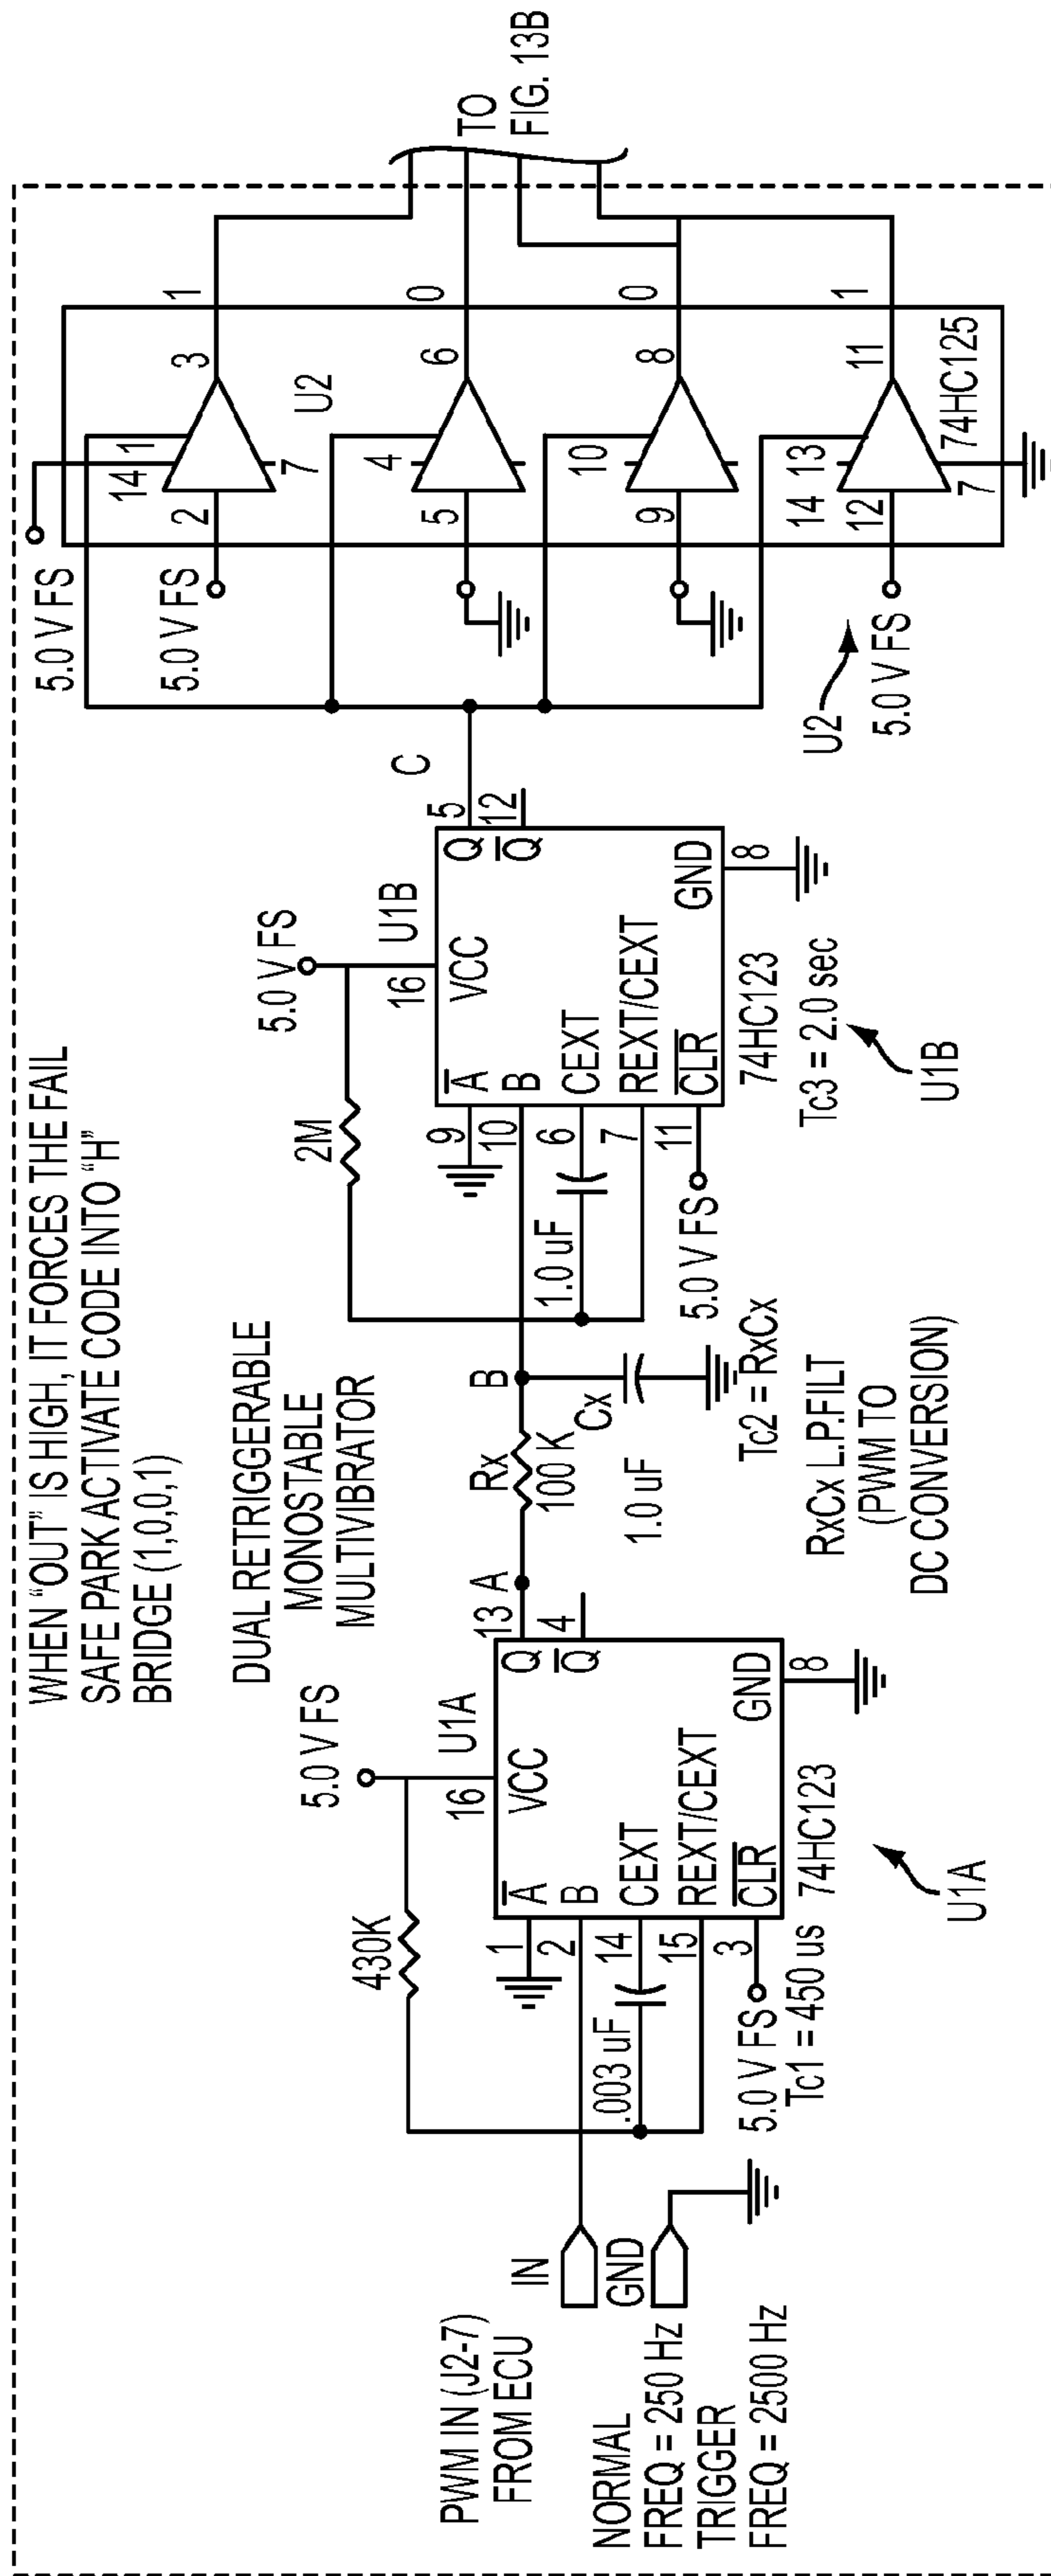 WHEN "OUT" IS HIGH, IT FORCES THE FAIL
SAFE PARK ACTIVATE CODE INTO "H"
BRIDGE (1,0,0,1)
DUAL RETRIGGERABLE
MONOSTABLE
MULTIVIBRATOR
PWM IN (J2-7)
FROM ECU
IN
GND
NORMAL
FREQ = 250 Hz
TRIGGER
FREQ = 2500 Hz
430K
5.0 V FS
16
U1A
VCC
1
A
2
B
14
CEXT
15
REXT/CEXT
3
CLR
.003 uF
5.0 V FS
Tc1 = 450 us
Q
13
Q
4
GND
8
74HC123
U1A
A
Rx
100 K
B
Cx
1.0 uF
Tc2 = RxCx
RxCx L.P.FILT
(PWM TO
DC CONVERSION)
2M
5.0 V FS
16
U1B
VCC
9
A
10
B
6
CEXT
7
REXT/CEXT
11
CLR
1.0 uF
5.0 V FS
Q
5
Q
12
GND
8
74HC123
Tc3 = 2.0 sec
U1B
C
5.0 V FS
5.0 V FS
14
1
2
3
1
7
U2
4
5
6
0
10
9
8
0
14
13
12
11
1
7
74HC125
U2
5.0 V FS
TO
FIG. 13B